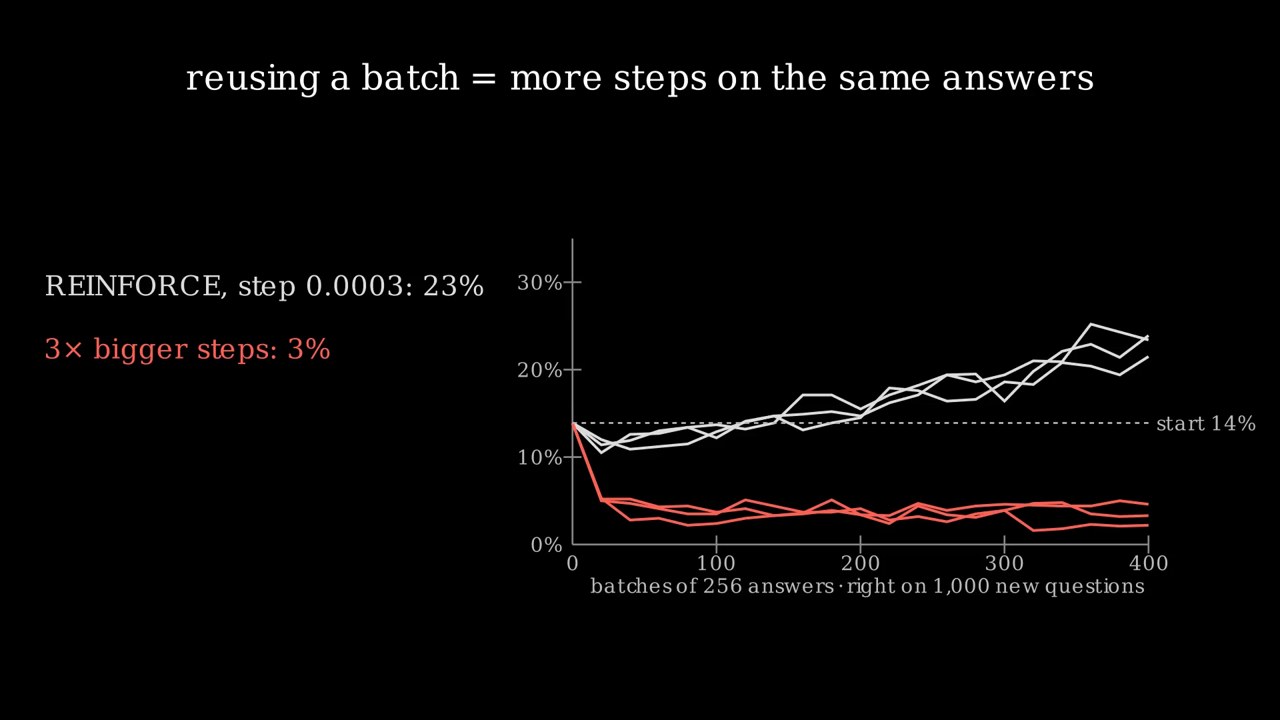 reusing a batch = more steps on the same answers
REINFORCE, step 0.0003: 23%
3× bigger steps: 3%
30%
20%
10%
0%
start 14%
0 100 200 300 400
batches of 256 answers · right on 1,000 new questions